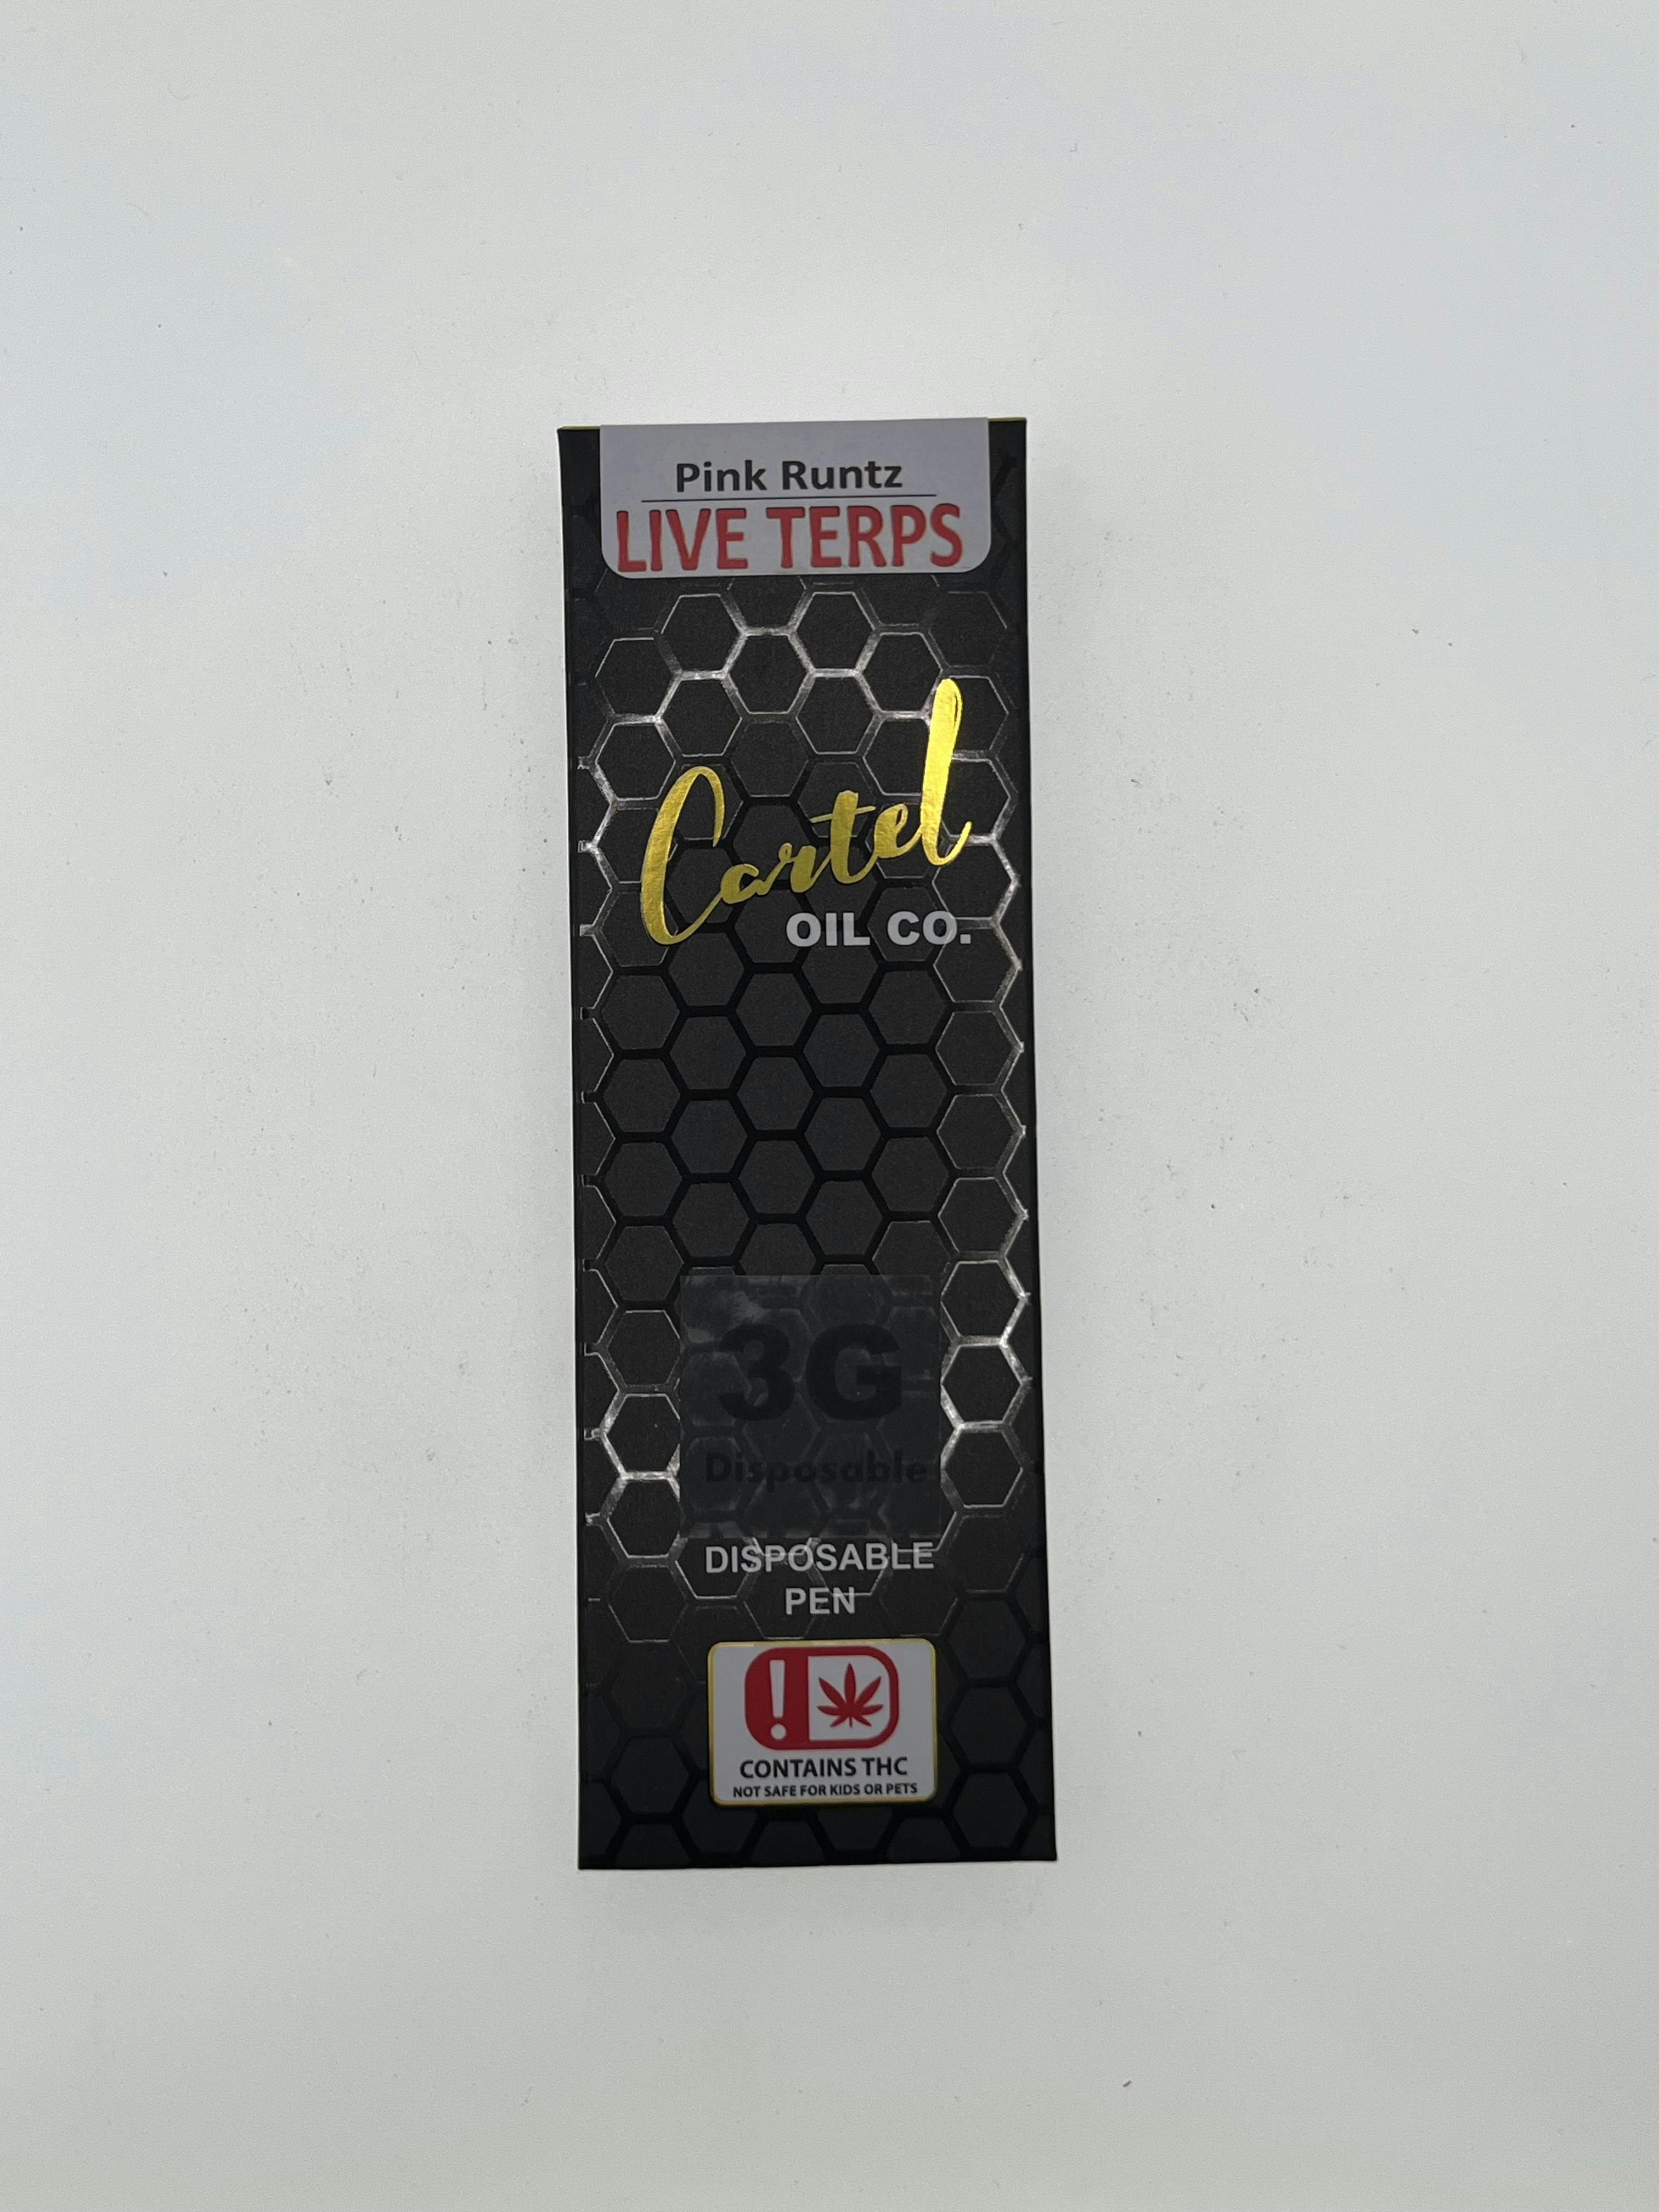 Pink Runtz
LIVE TERPS
Cartel
OIL CO.
3G
Disposable
DISPOSABLE
PEN
!
CONTAINS THC
NOT SAFE FOR KIDS OR PETS